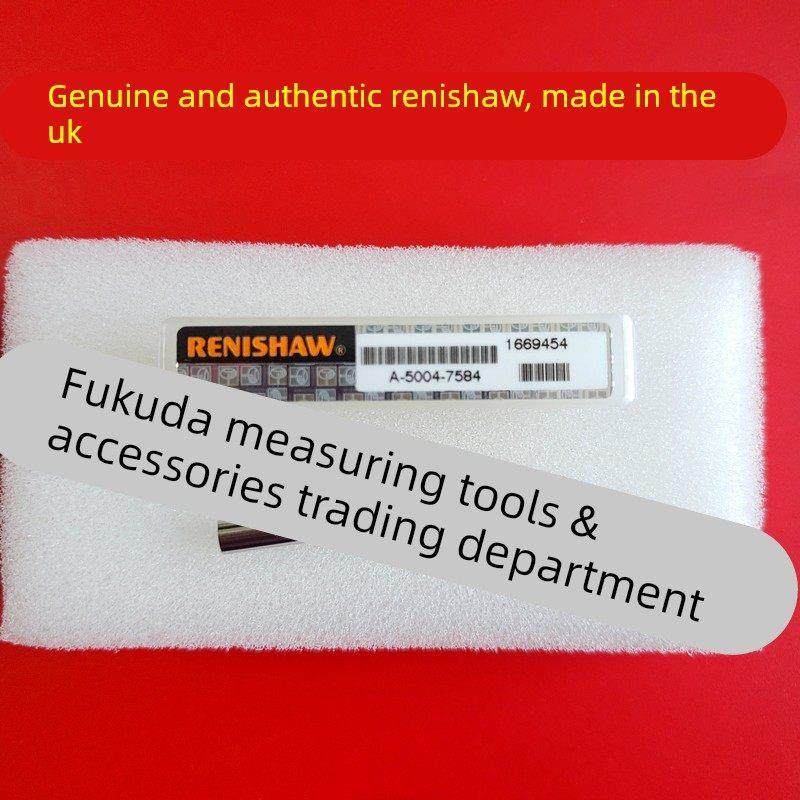 Genuine and authentic renishaw, made in the
uk
RENISHAW®
1669454
A-5004-7584
Fukuda measuring tools &
accessories trading department